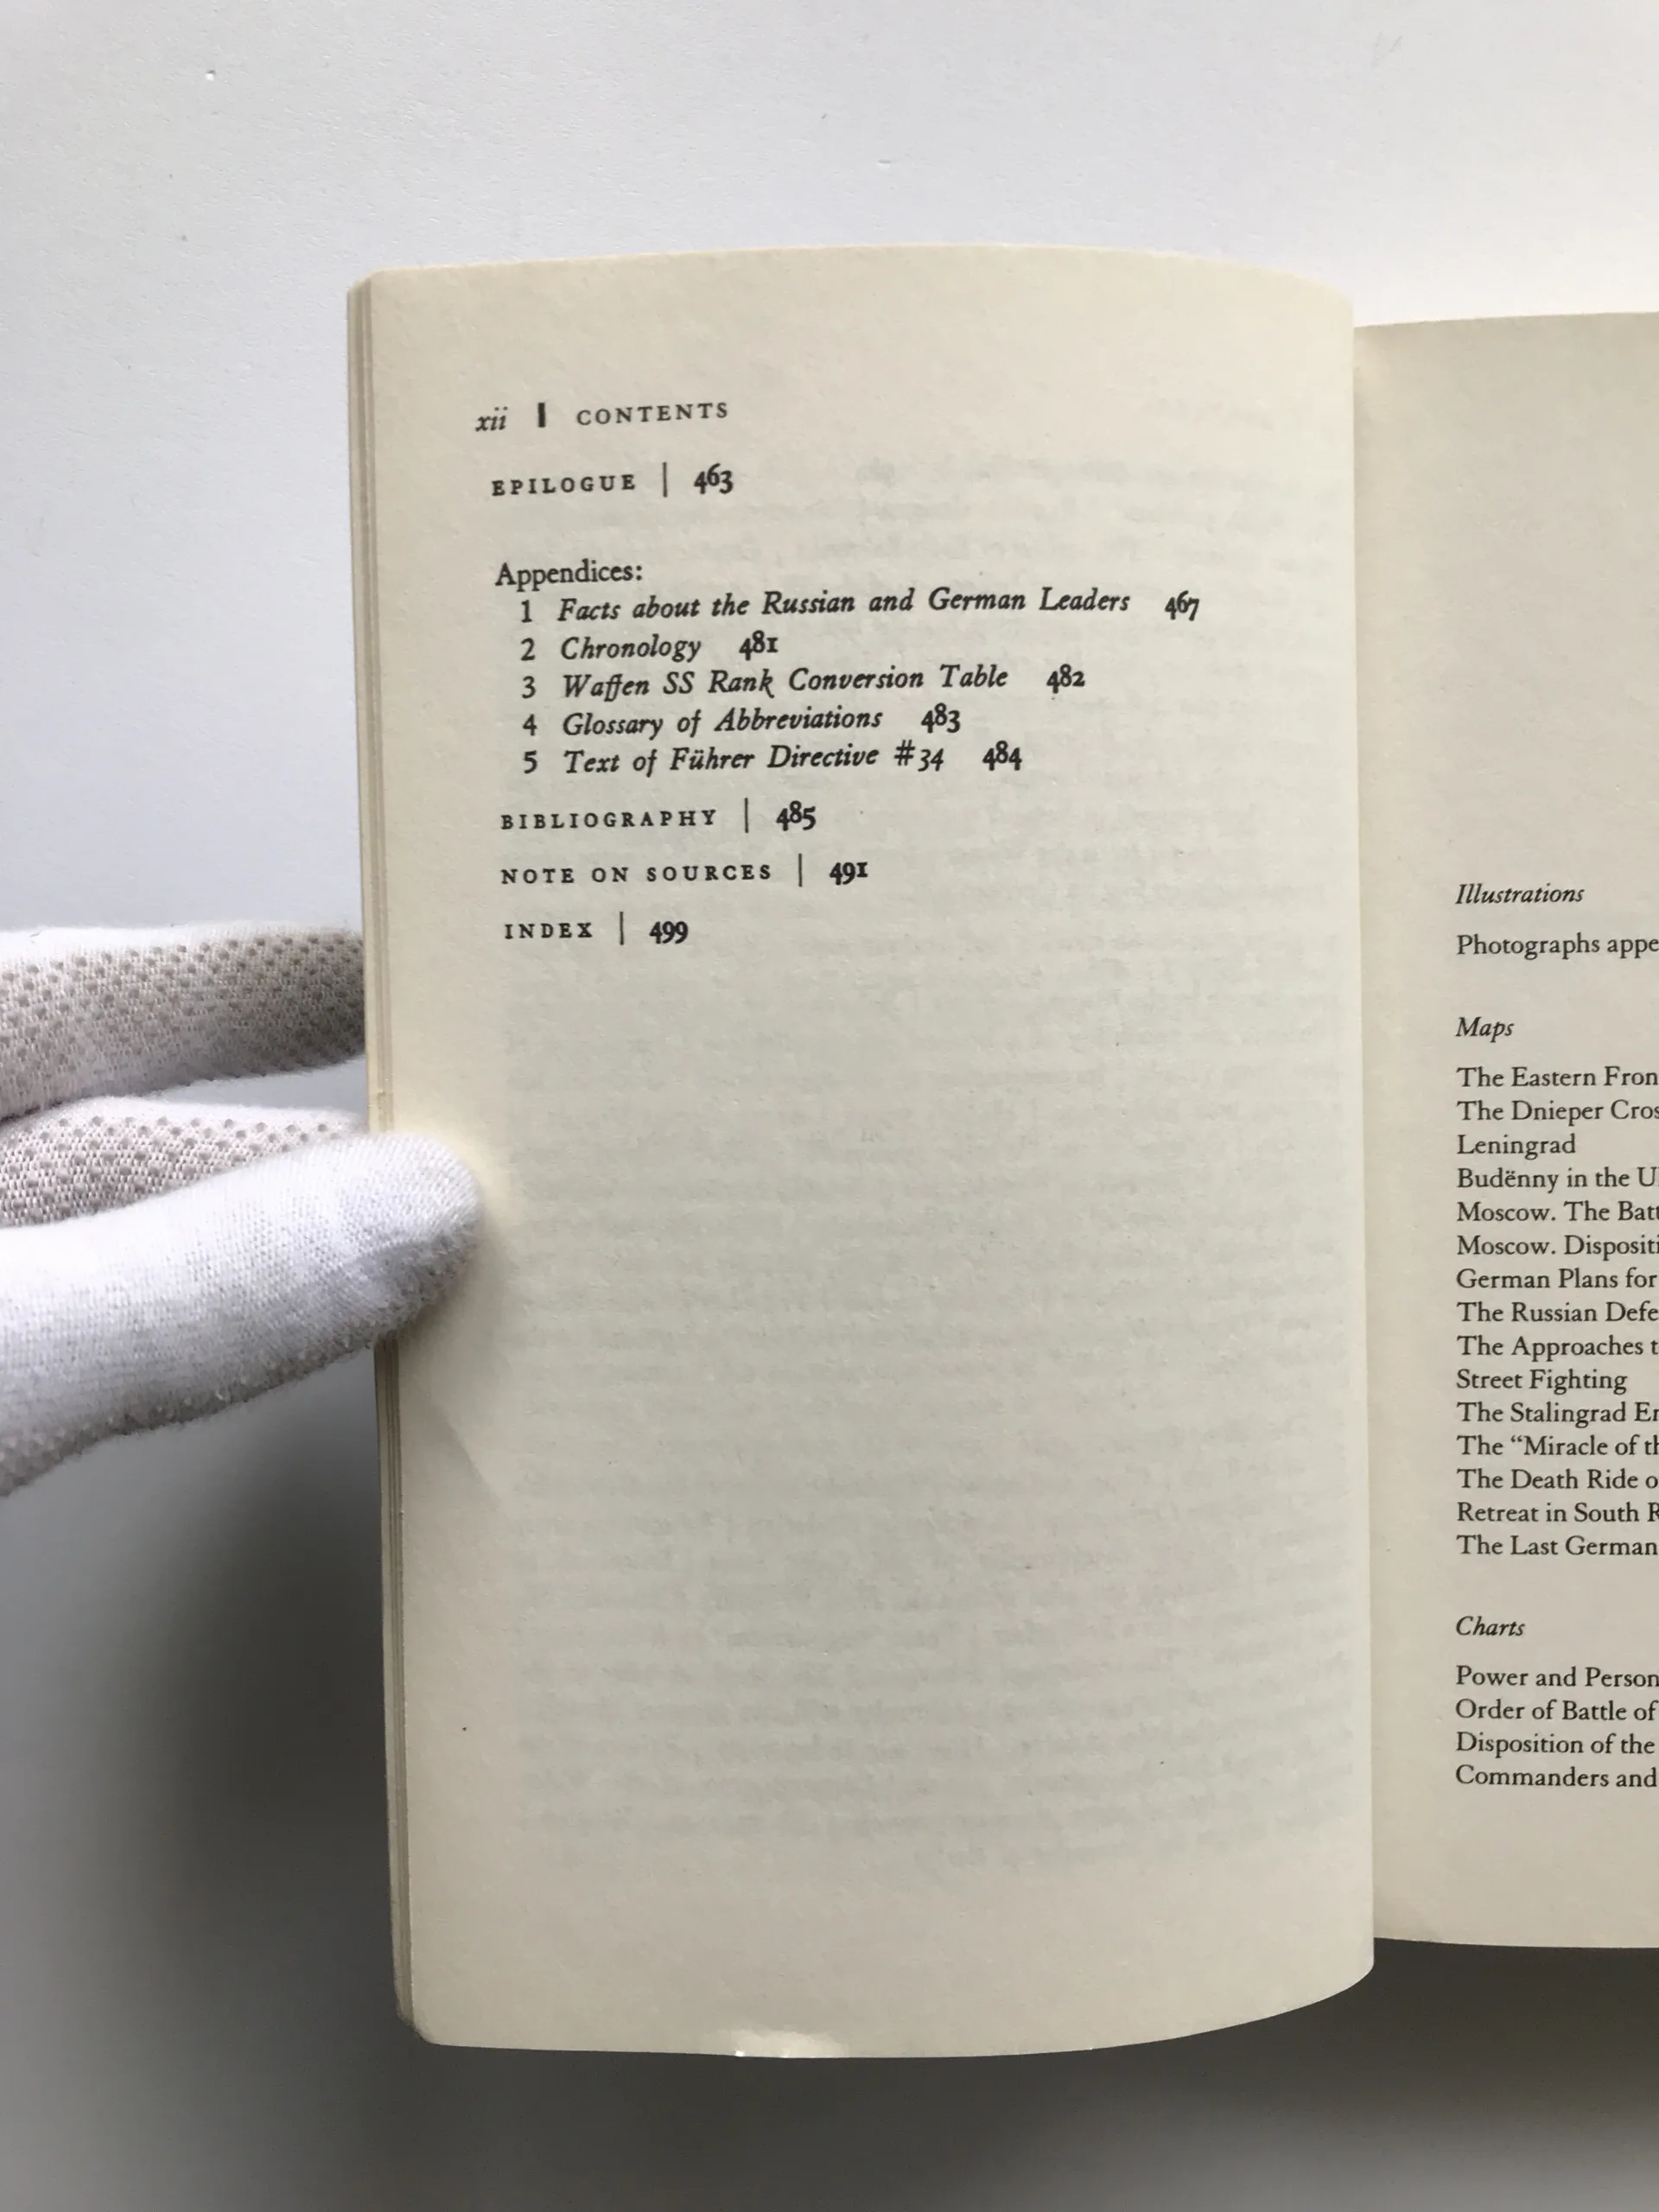 xii | CONTENTS
EPILOGUE | 463
Appendices:
1 Facts about the Russian and German Leaders 467
2 Chronology 481
3 Waffen SS Rank Conversion Table 482
4 Glossary of Abbreviations 483
5 Text of Führer Directive #34 484
BIBLIOGRAPHY | 485
NOTE ON SOURCES | 491
INDEX | 499
Illustrations
Photographs appe
Maps
The Eastern Fron
The Dnieper Cros
Leningrad
Budënny in the U
Moscow. The Batt
Moscow. Dispositi
German Plans for
The Russian Defe
The Approaches t
Street Fighting
The Stalingrad En
The “Miracle of th
The Death Ride o
Retreat in South R
The Last German
Charts
Power and Person
Order of Battle of
Disposition of the
Commanders and